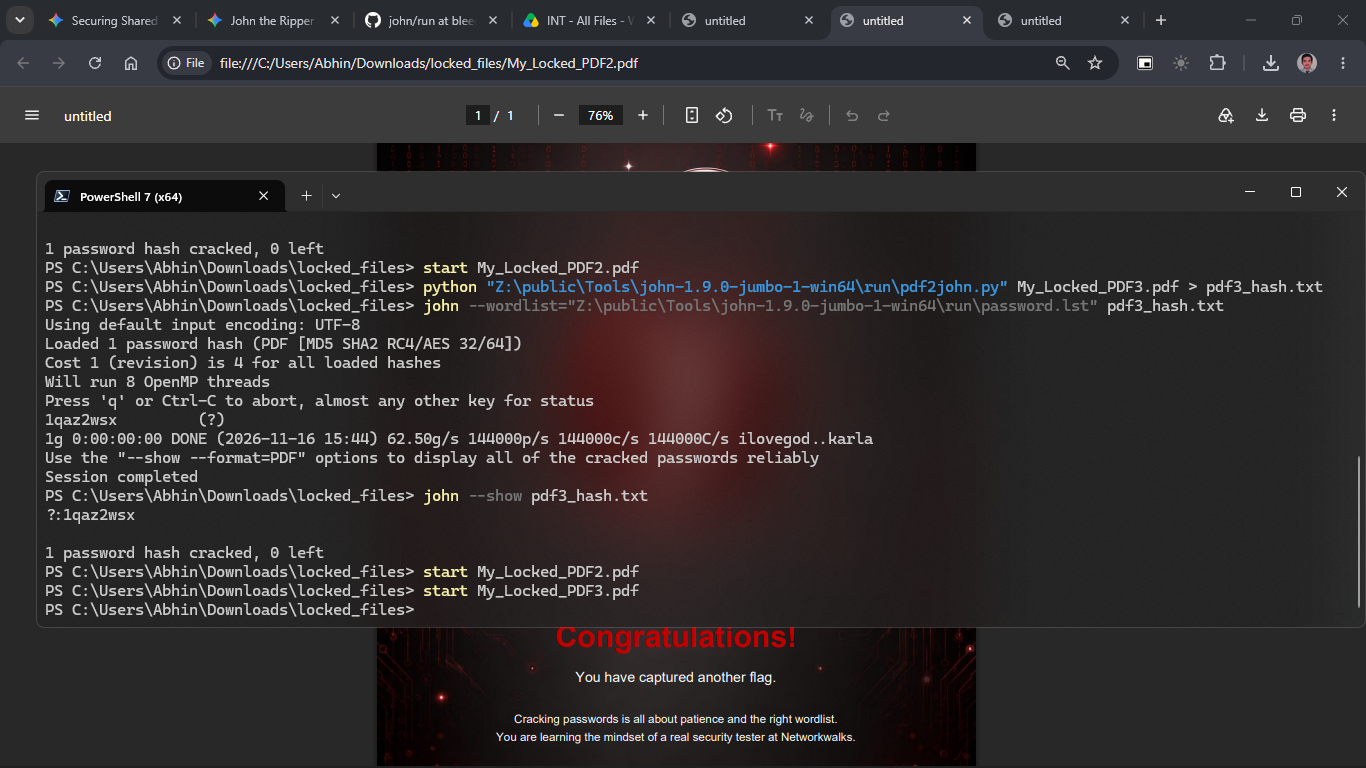 Securing Shared
John the Ripper
john/run at blee
INT - All Files -
untitled
untitled
untitled
File
file:///C:/Users/Abhin/Downloads/locked_files/My_Locked_PDF2.pdf
untitled
1 / 1
76%
PowerShell 7 (x64)
1 password hash cracked, 0 left
PS C:\Users\Abhin\Downloads\locked_files> start My_Locked_PDF2.pdf
PS C:\Users\Abhin\Downloads\locked_files> python "Z:\public\Tools\john-1.9.0-jumbo-1-win64\run\pdf2john.py" My_Locked_PDF3.pdf > pdf3_hash.txt
PS C:\Users\Abhin\Downloads\locked_files> john --wordlist="Z:\public\Tools\john-1.9.0-jumbo-1-win64\run\password.lst" pdf3_hash.txt
Using default input encoding: UTF-8
Loaded 1 password hash (PDF [MD5 SHA2 RC4/AES 32/64])
Cost 1 (revision) is 4 for all loaded hashes
Will run 8 OpenMP threads
Press 'q' or Ctrl-C to abort, almost any other key for status
1qaz2wsx         (?)
1g 0:00:00:00 DONE (2026-11-16 15:44) 62.50g/s 144000p/s 144000c/s 144000C/s ilovegod..karla
Use the "--show --format=PDF" options to display all of the cracked passwords reliably
Session completed
PS C:\Users\Abhin\Downloads\locked_files> john --show pdf3_hash.txt
?:1qaz2wsx
1 password hash cracked, 0 left
PS C:\Users\Abhin\Downloads\locked_files> start My_Locked_PDF2.pdf
PS C:\Users\Abhin\Downloads\locked_files> start My_Locked_PDF3.pdf
PS C:\Users\Abhin\Downloads\locked_files>
Congratulations!
You have captured another flag.
Cracking passwords is all about patience and the right wordlist.
You are learning the mindset of a real security tester at Networkwalks.